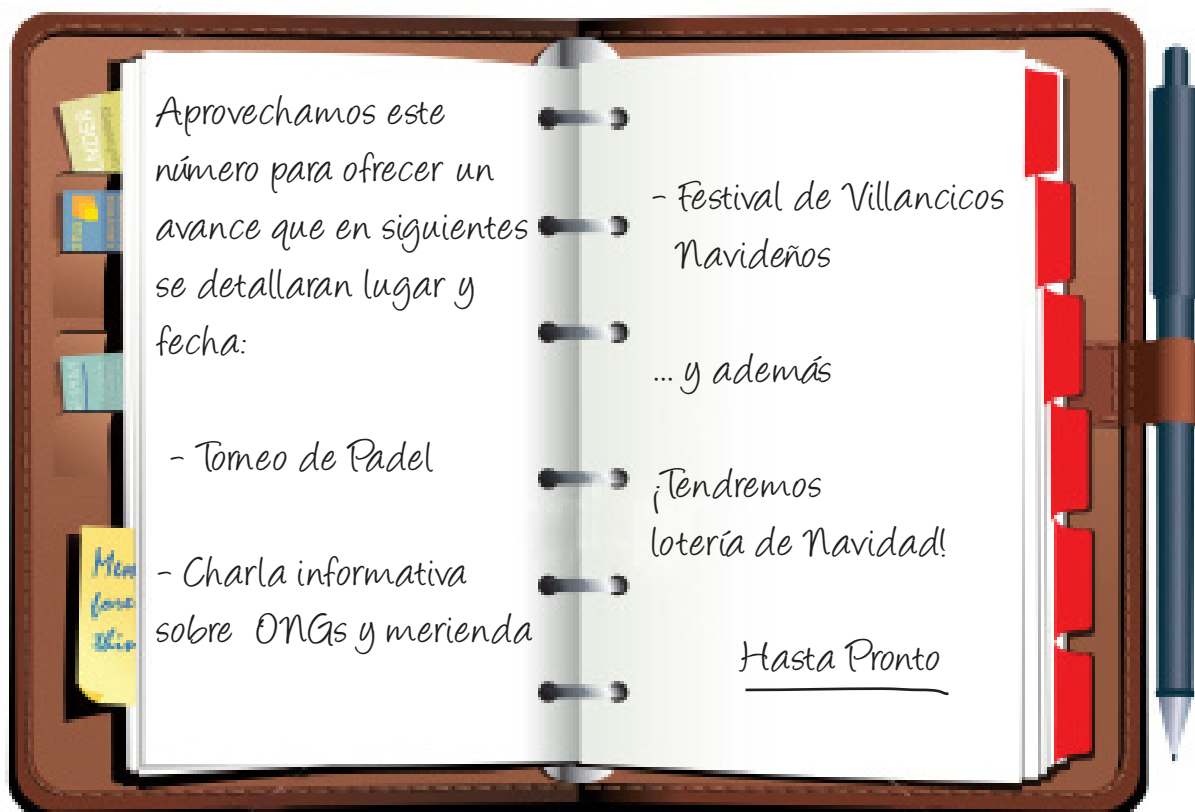 Aprovechamos este
número para ofrecer un
avance que en siguientes
se detallaran lugar y
fecha:
- Torneo de Padel
- Charla informativa
sobre ONGs y merienda
- Festival de Villancicos
Navideños
... y además
¡Tendremos
lotería de Navidad!
Hasta Pronto